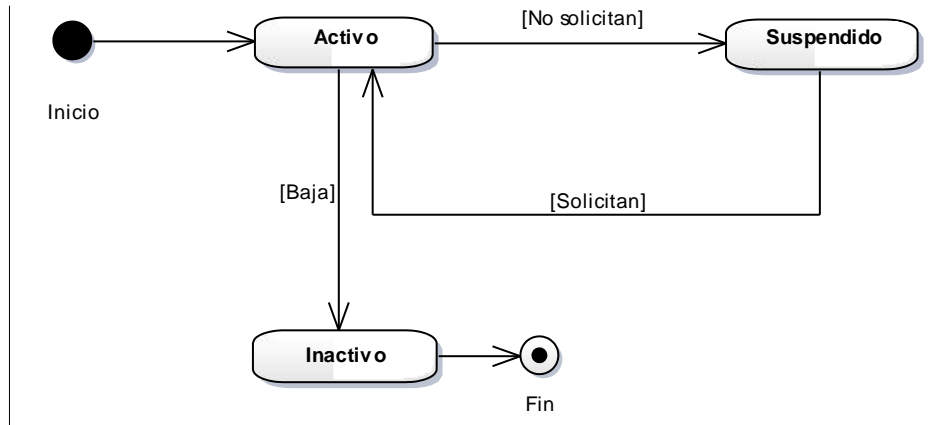 [No solicitan]
Activo
Suspendido
Inicio
[Baja]
[Solicitan]
Inactivo
Fin